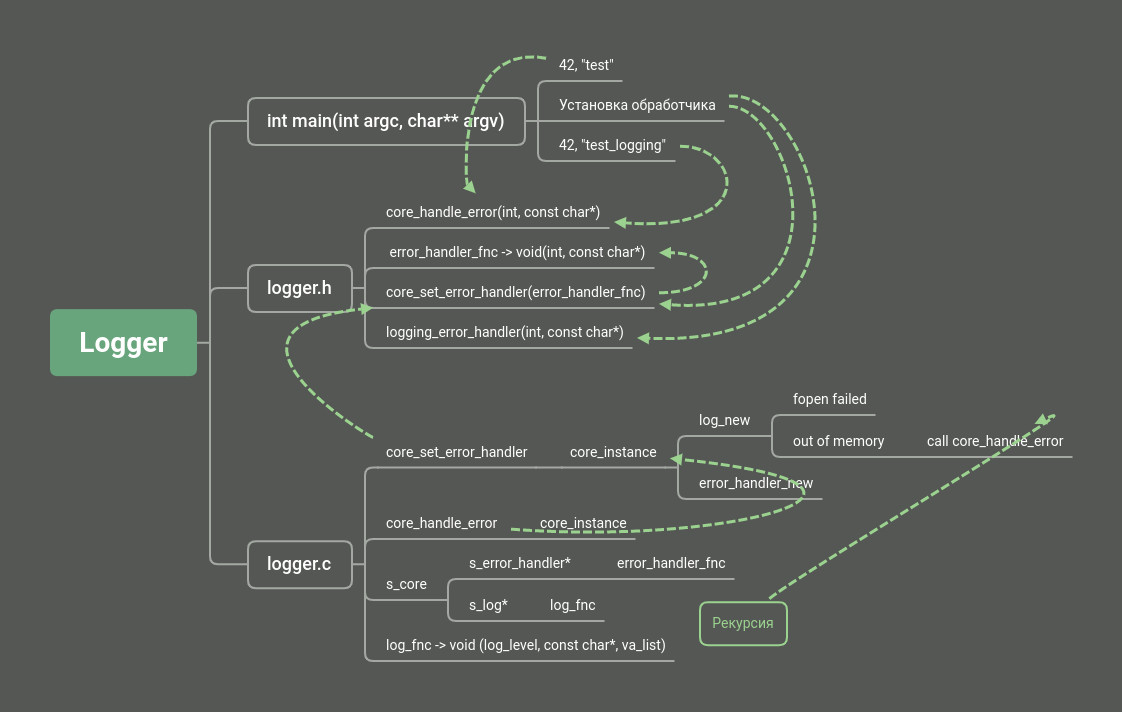 Logger
int main(int argc, char** argv)
42, "test"
Установка обработчика
42, "test_logging"
logger.h
core_handle_error(int, const char*)
error_handler_fnc -> void(int, const char*)
core_set_error_handler(error_handler_fnc)
logging_error_handler(int, const char*)
logger.c
core_set_error_handler
core_instance
log_new
fopen failed
out of memory
call core_handle_error
error_handler_new
core_handle_error
core_instance
s_core
s_error_handler*
error_handler_fnc
s_log*
log_fnc
log_fnc -> void (log_level, const char*, va_list)
Рекурсия